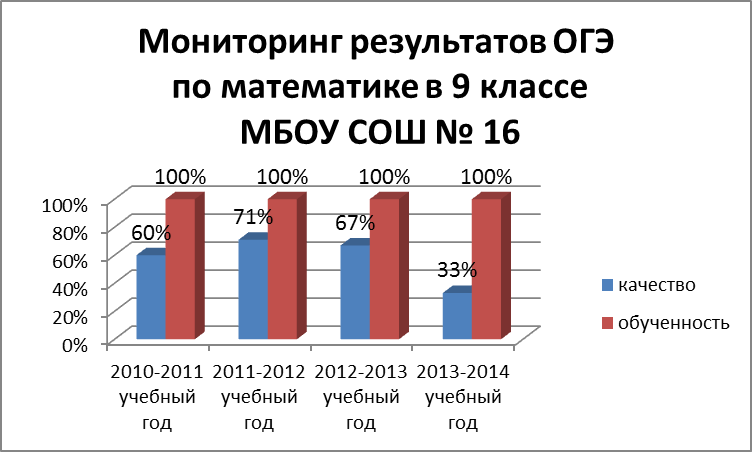 Мониторинг результатов ОГЭ
по математике в 9 классе
МБОУ СОШ № 16
100% 100% 100% 100%
60% 71% 67% 33%
100%
80%
60%
40%
20%
0%
качество
обученность
2010-2011 2011-2012 2012-2013 2013-2014
учебный учебный учебный учебный
год год год год